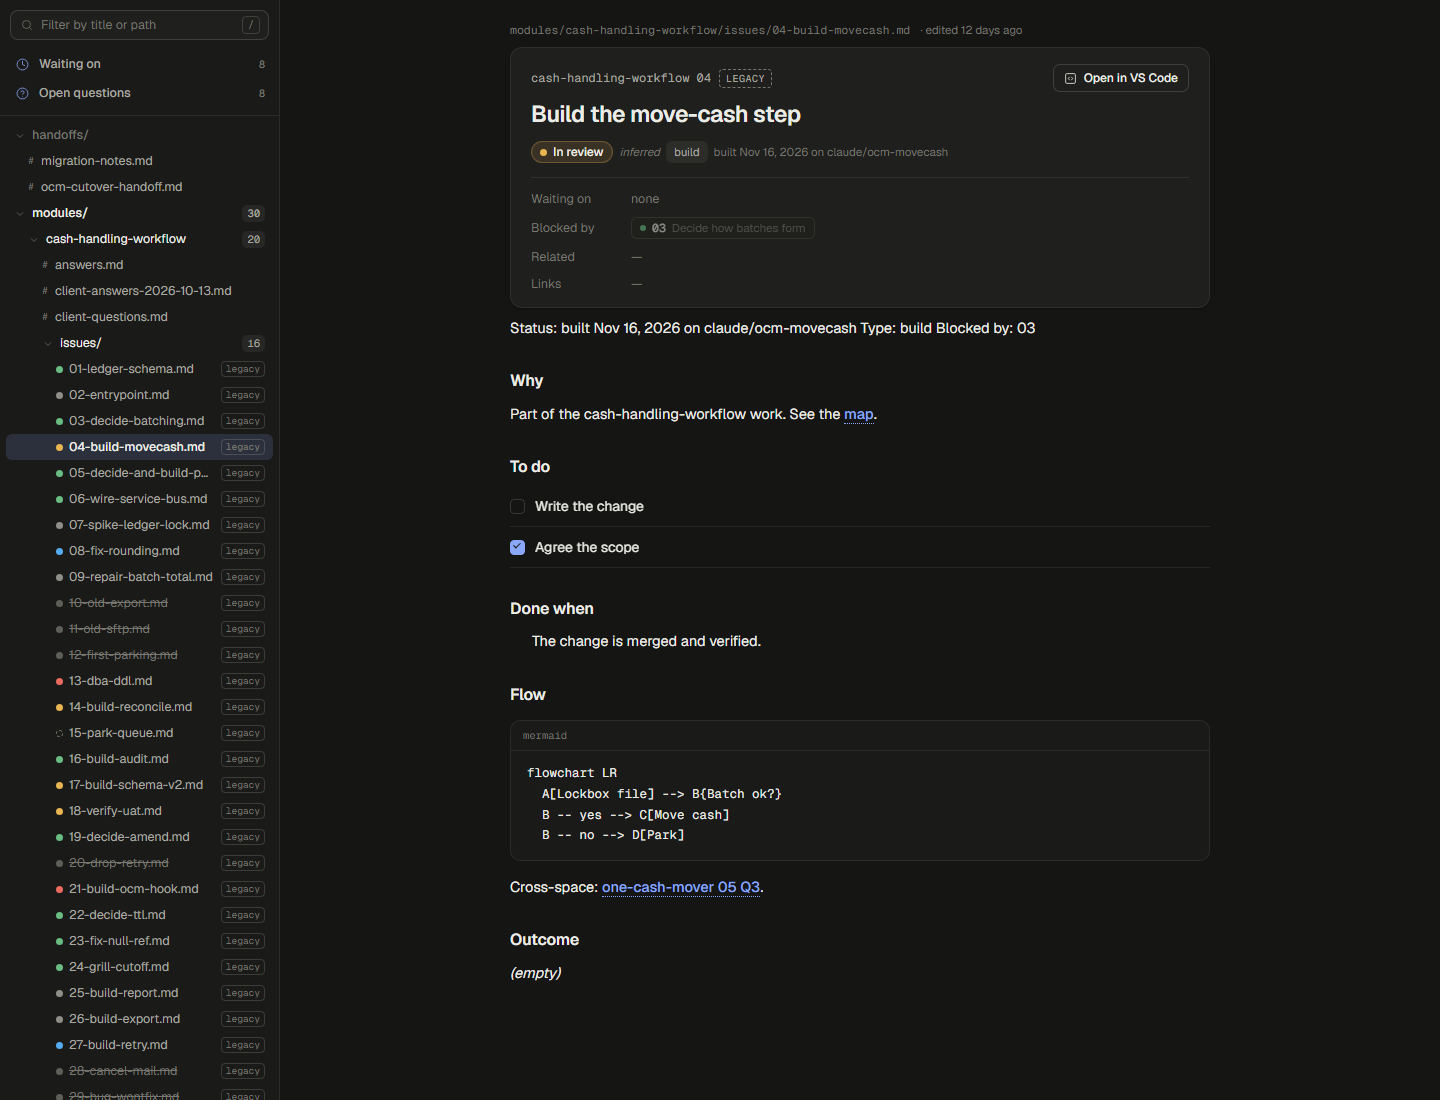 Filter by title or path /
Waiting on 8
Open questions 8
handoffs/
# migration-notes.md
# ocm-cutover-handoff.md
modules/ 30
cash-handling-workflow 20
# answers.md
# client-answers-2026-10-13.md
# client-questions.md
issues/ 16
01-ledger-schema.md legacy
02-entrypoint.md legacy
03-decide-batching.md legacy
04-build-movecash.md legacy
05-decide-and-build-p... legacy
06-wire-service-bus.md legacy
07-spike-ledger-lock.md legacy
08-fix-rounding.md legacy
09-repair-batch-total.md legacy
10-old-export.md legacy
11-old-sftp.md legacy
12-first-parking.md legacy
13-dba-ddl.md legacy
14-build-reconcile.md legacy
15-park-queue.md legacy
16-build-audit.md legacy
17-build-schema-v2.md legacy
18-verify-uat.md legacy
19-decide-amend.md legacy
20-drop-retry.md legacy
21-build-ocm-hook.md legacy
22-decide-ttl.md legacy
23-fix-null-ref.md legacy
24-grill-cutoff.md legacy
25-build-report.md legacy
26-build-export.md legacy
27-build-retry.md legacy
28-cancel-mail.md legacy
29-bug-wontfix.md legacy
modules/cash-handling-workflow/issues/04-build-movecash.md · edited 12 days ago
cash-handling-workflow 04 LEGACY
Open in VS Code
Build the move-cash step
In review inferred build built Nov 16, 2026 on claude/ocm-movecash
Waiting on none
Blocked by 03 Decide how batches form
Related —
Links —
Status: built Nov 16, 2026 on claude/ocm-movecash Type: build Blocked by: 03
Why
Part of the cash-handling-workflow work. See the map.
To do
Write the change
Agree the scope
Done when
The change is merged and verified.
Flow
mermaid
flowchart LR
A[Lockbox file] --> B{Batch ok?}
B -- yes --> C[Move cash]
B -- no --> D[Park]
Cross-space: one-cash-mover 05 Q3.
Outcome
(empty)